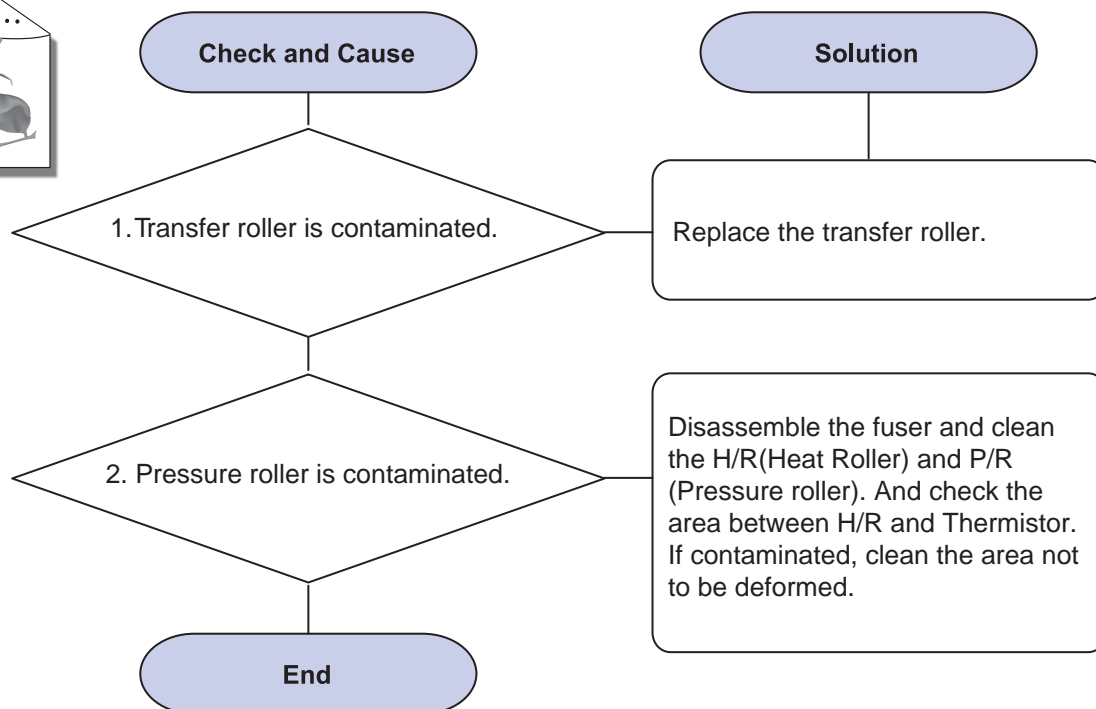 Check and Cause
Solution
1. Transfer roller is contaminated.
Replace the transfer roller.
2. Pressure roller is contaminated.
Disassemble the fuser and clean
the H/R(Heat Roller) and P/R
(Pressure roller). And check the
area between H/R and Thermistor.
If contaminated, clean the area not
to be deformed.
End